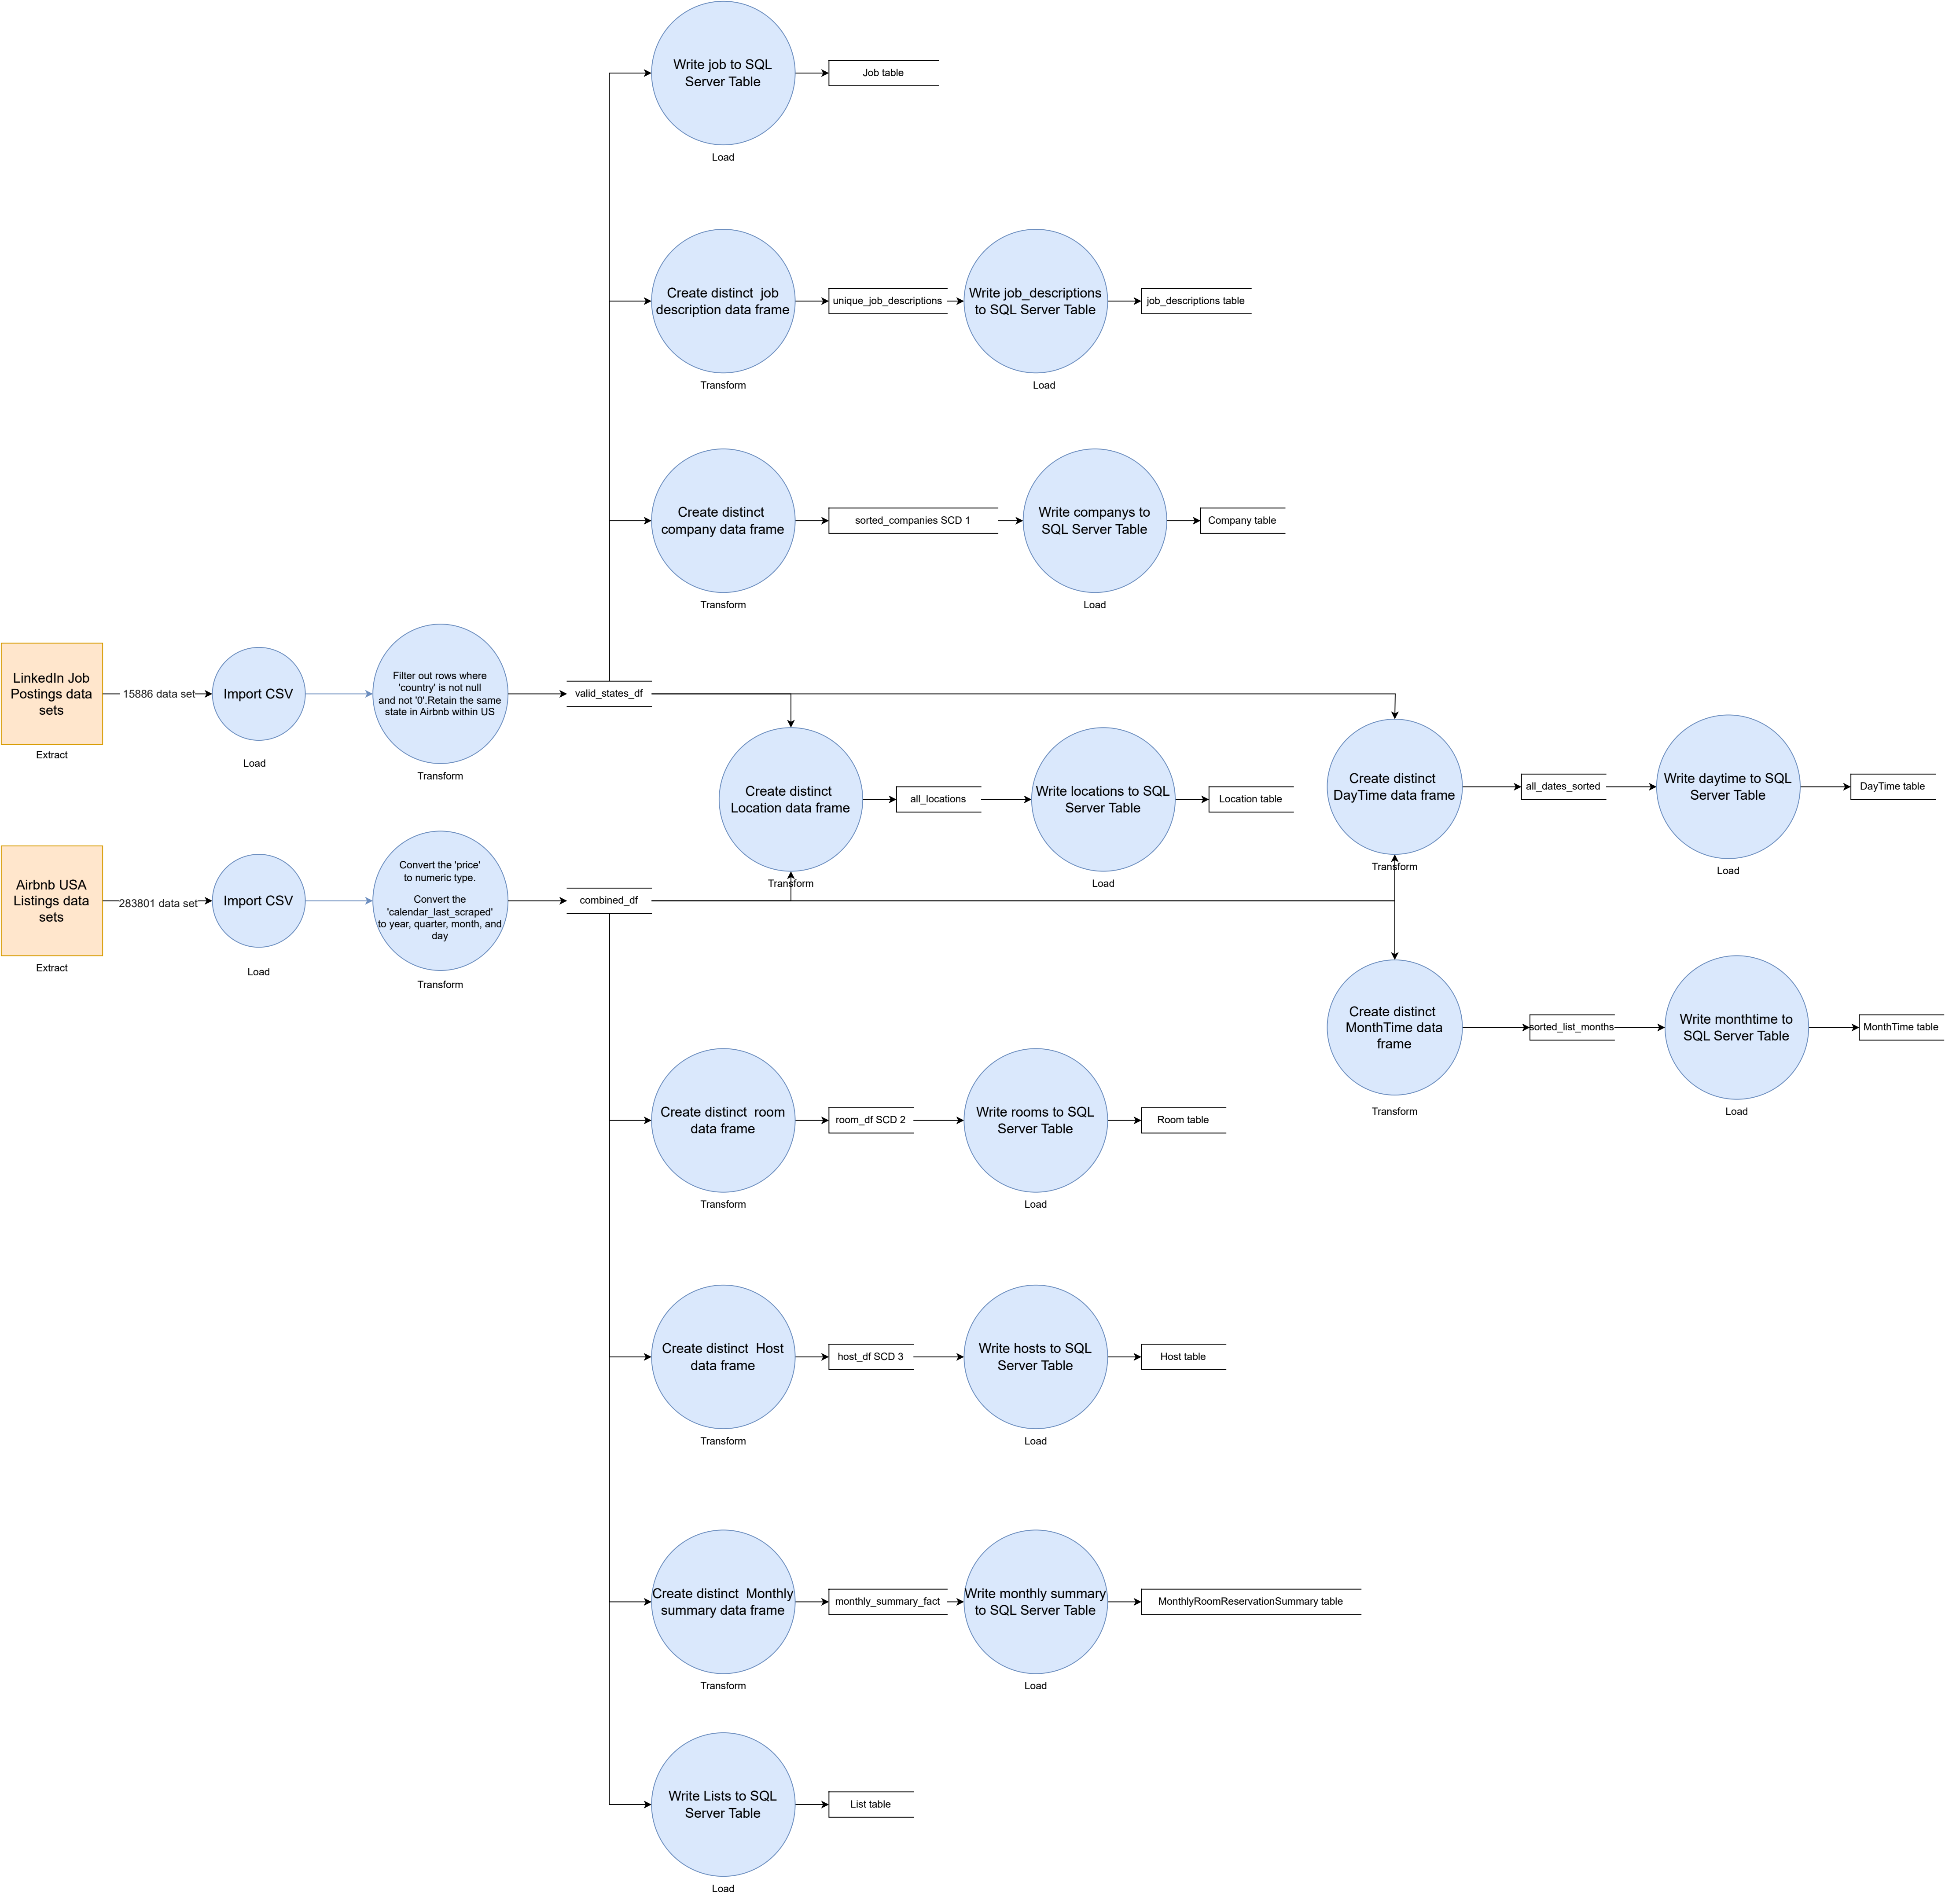 Write job to SQL
Server Table
Job table
Load
Create distinct  job
description data frame
unique_job_descriptions
Write job_descriptions
to SQL Server Table
job_descriptions table
Transform
Load
Create distinct
company data frame
sorted_companies SCD 1
Write companys to
SQL Server Table
Company table
Transform
Load
LinkedIn Job
Postings data
sets
Extract
15886 data set
Import CSV
Load
Filter out rows where
'country' is not null
and not '0'.Retain the same
state in Airbnb within US
Transform
valid_states_df
Create distinct
Location data frame
Transform
all_locations
Write locations to SQL
Server Table
Load
Location table
Create distinct
DayTime data frame
Transform
all_dates_sorted
Write daytime to SQL
Server Table
Load
DayTime table
Airbnb USA
Listings data
sets
Extract
283801 data set
Import CSV
Load
Convert the 'price'
to numeric type.
Convert the
'calendar_last_scraped'
to year, quarter, month, and
day
Transform
combined_df
Create distinct
MonthTime data
frame
Transform
sorted_list_months
Write monthtime to
SQL Server Table
Load
MonthTime table
Create distinct  room
data frame
Transform
room_df SCD 2
Write rooms to SQL
Server Table
Load
Room table
Create distinct  Host
data frame
Transform
host_df SCD 3
Write hosts to SQL
Server Table
Load
Host table
Create distinct  Monthly
summary data frame
Transform
monthly_summary_fact
Write monthly summary
to SQL Server Table
Load
MonthlyRoomReservationSummary table
Write Lists to SQL
Server Table
Load
List table